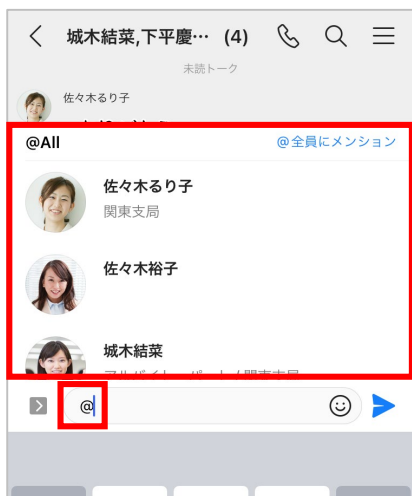 城木結菜,下平慶… (4)
未読トーク
佐々木るり子
@All @全員にメンション
佐々木るり子
関東支局
佐々木裕子
城木結菜
@